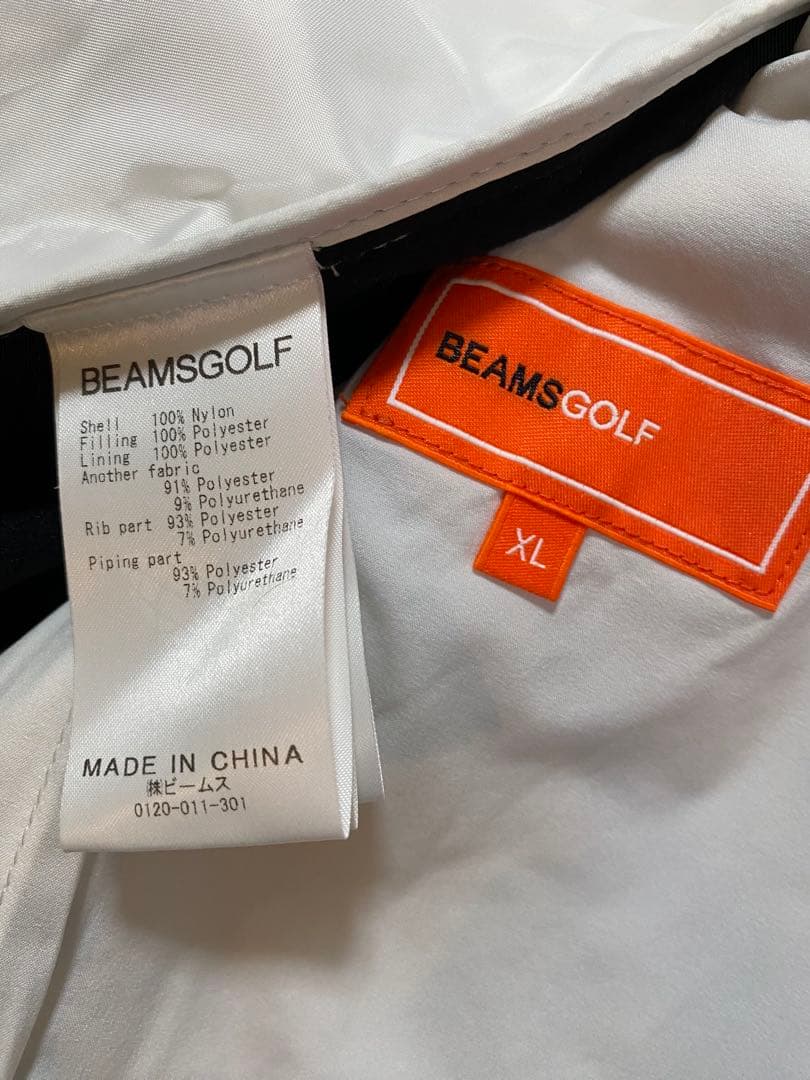 BEAMSGOLF
Shell 100% Nylon
Filling 100% Polyester
Lining 100% Polyester
Another fabric
91% Polyester
9% Polyurethane
Rib part 93% Polyester
7% Polyurethane
Piping part
93% Polyester
7% Polyurethane
MADE IN CHINA
㈱ビームス
0120-011-301
BEAMSGOLF
XL